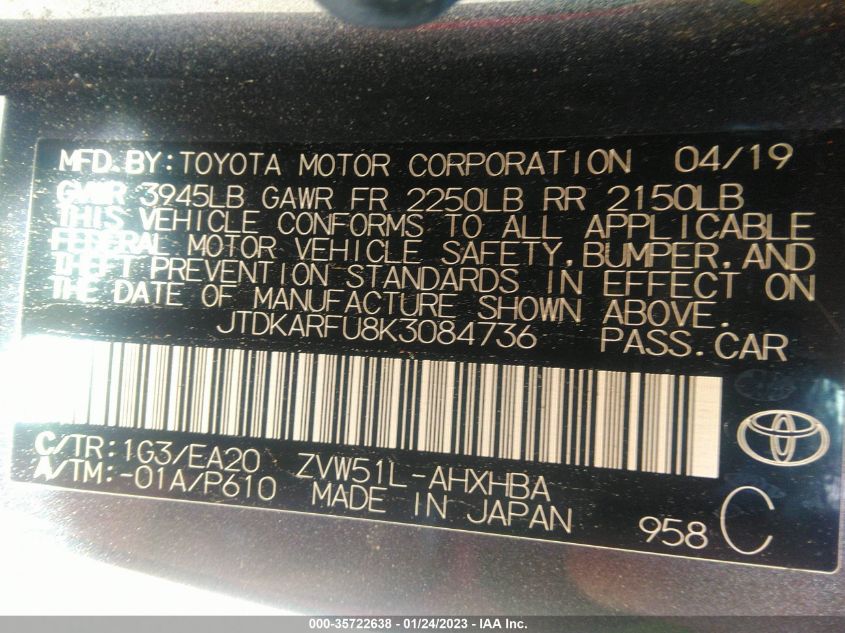 MFD.BY:TOYOTA MOTOR CORPORATION 04/19
GVWR 3945LB GAWR FR 2250LB RR 2150LB
THIS VEHICLE CONFORMS TO ALL APPLICABLE
FEDERAL MOTOR VEHICLE SAFETY,BUMPER,AND
THEFT PREVENTION STANDARDS IN EFFECT ON
THE DATE OF MANUFACTURE SHOWN ABOVE.
JTDKARFU8K3084736 PASS.CAR
C/TR:1G3/EA20 ZVW51L-AHXHBA
A/TM:-01A/P610 MADE IN JAPAN 958 C
000-35722638 - 01/24/2023 - IAA Inc.